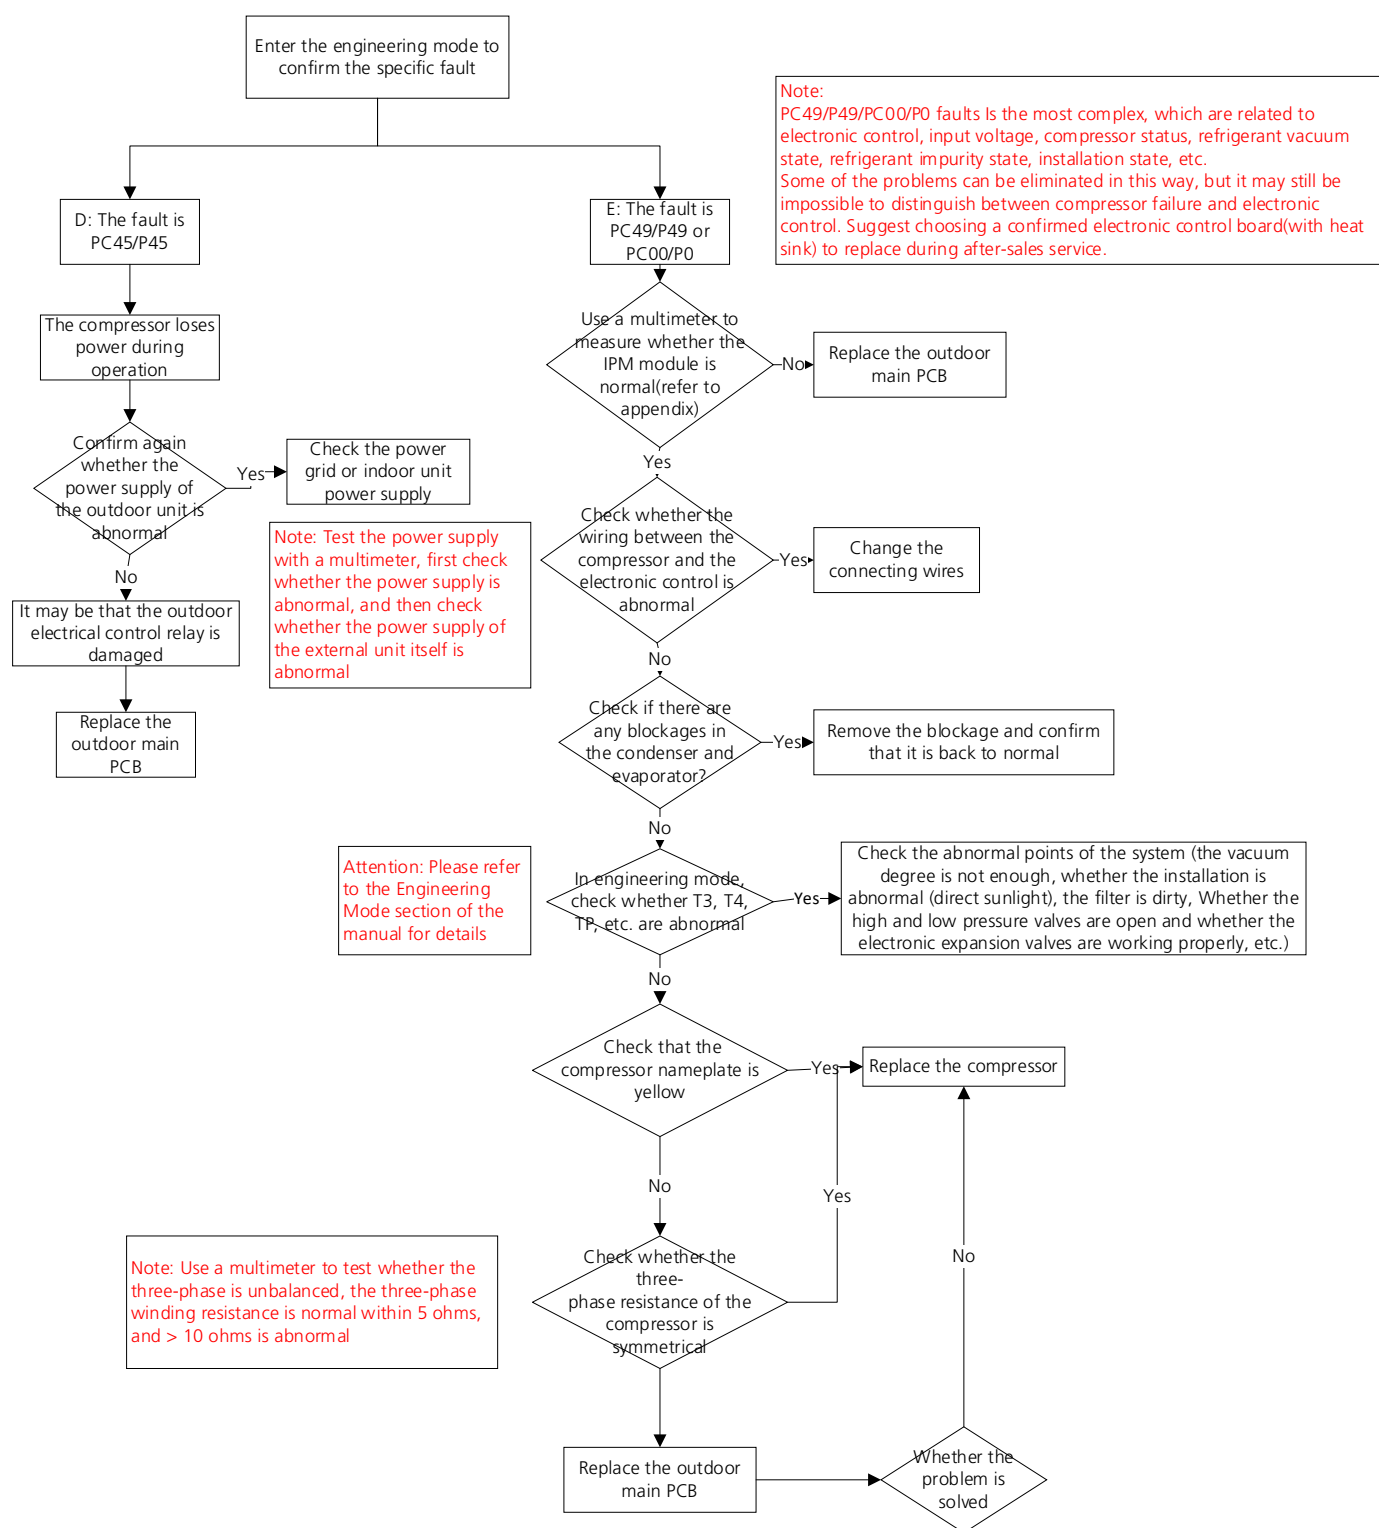 Enter the engineering mode to
confirm the specific fault
Note:
PC49/P49/PC00/P0 faults Is the most complex, which are related to
electronic control, input voltage, compressor status, refrigerant vacuum
state, refrigerant impurity state, installation state, etc.
Some of the problems can be eliminated in this way, but it may still be
impossible to distinguish between compressor failure and electronic
control. Suggest choosing a confirmed electronic control board(with heat
sink) to replace during after-sales service.
D: The fault is
PC45/P45
E: The fault is
PC49/P49 or
PC00/P0
The compressor loses
power during
operation
Use a multimeter to
measure whether the
IPM module is
normal(refer to
appendix)
No
Replace the outdoor
main PCB
Confirm again
whether the
power supply of
the outdoor unit is
abnormal
Yes
Check the power
grid or indoor unit
power supply
Yes
Note: Test the power supply
with a multimeter, first check
whether the power supply is
abnormal, and then check
whether the power supply of
the external unit itself is
abnormal
Check whether the
wiring between the
compressor and the
electronic control is
abnormal
Yes
Change the
connecting wires
No
It may be that the outdoor
electrical control relay is
damaged
No
Replace the
outdoor main
PCB
Check if there are
any blockages in
the condenser and
evaporator?
Yes
Remove the blockage and confirm
that it is back to normal
No
Attention: Please refer
to the Engineering
Mode section of the
manual for details
In engineering mode,
check whether T3, T4,
TP, etc. are abnormal
Yes
Check the abnormal points of the system (the vacuum
degree is not enough, whether the installation is
abnormal (direct sunlight), the filter is dirty, Whether the
high and low pressure valves are open and whether the
electronic expansion valves are working properly, etc.)
No
Check that the
compressor nameplate is
yellow
Yes
Replace the compressor
No
Yes
Note: Use a multimeter to test whether the
three-phase is unbalanced, the three-phase
winding resistance is normal within 5 ohms,
and > 10 ohms is abnormal
Check whether the
three-
phase resistance of the
compressor is
symmetrical
No
Replace the outdoor
main PCB
Whether the
problem is
solved